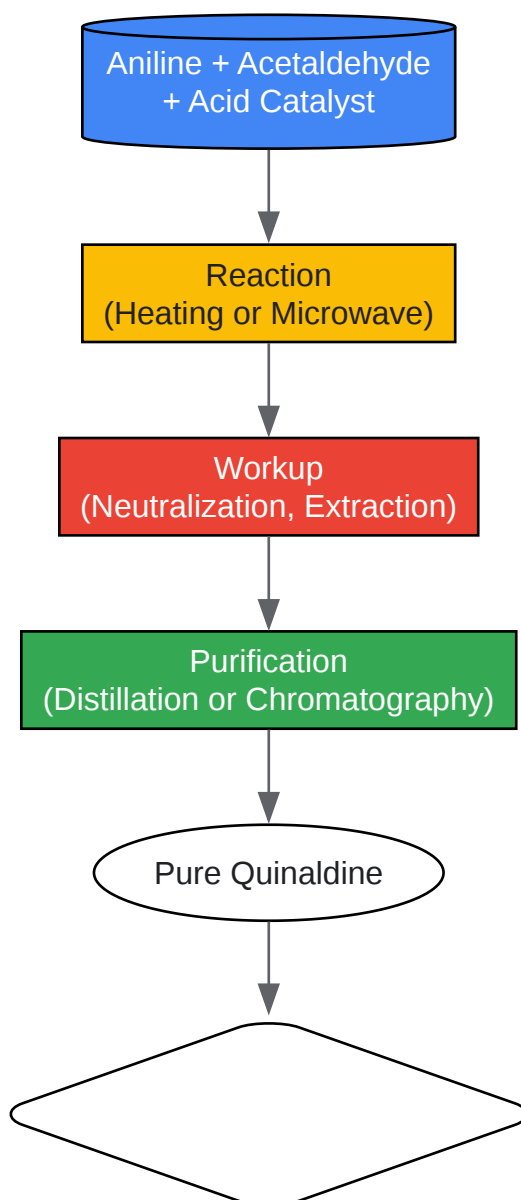 Aniline + Acetaldehyde
+ Acid Catalyst
Reaction
(Heating or Microwave)
Workup
(Neutralization, Extraction)
Purification
(Distillation or Chromatography)
Pure Quinaldine